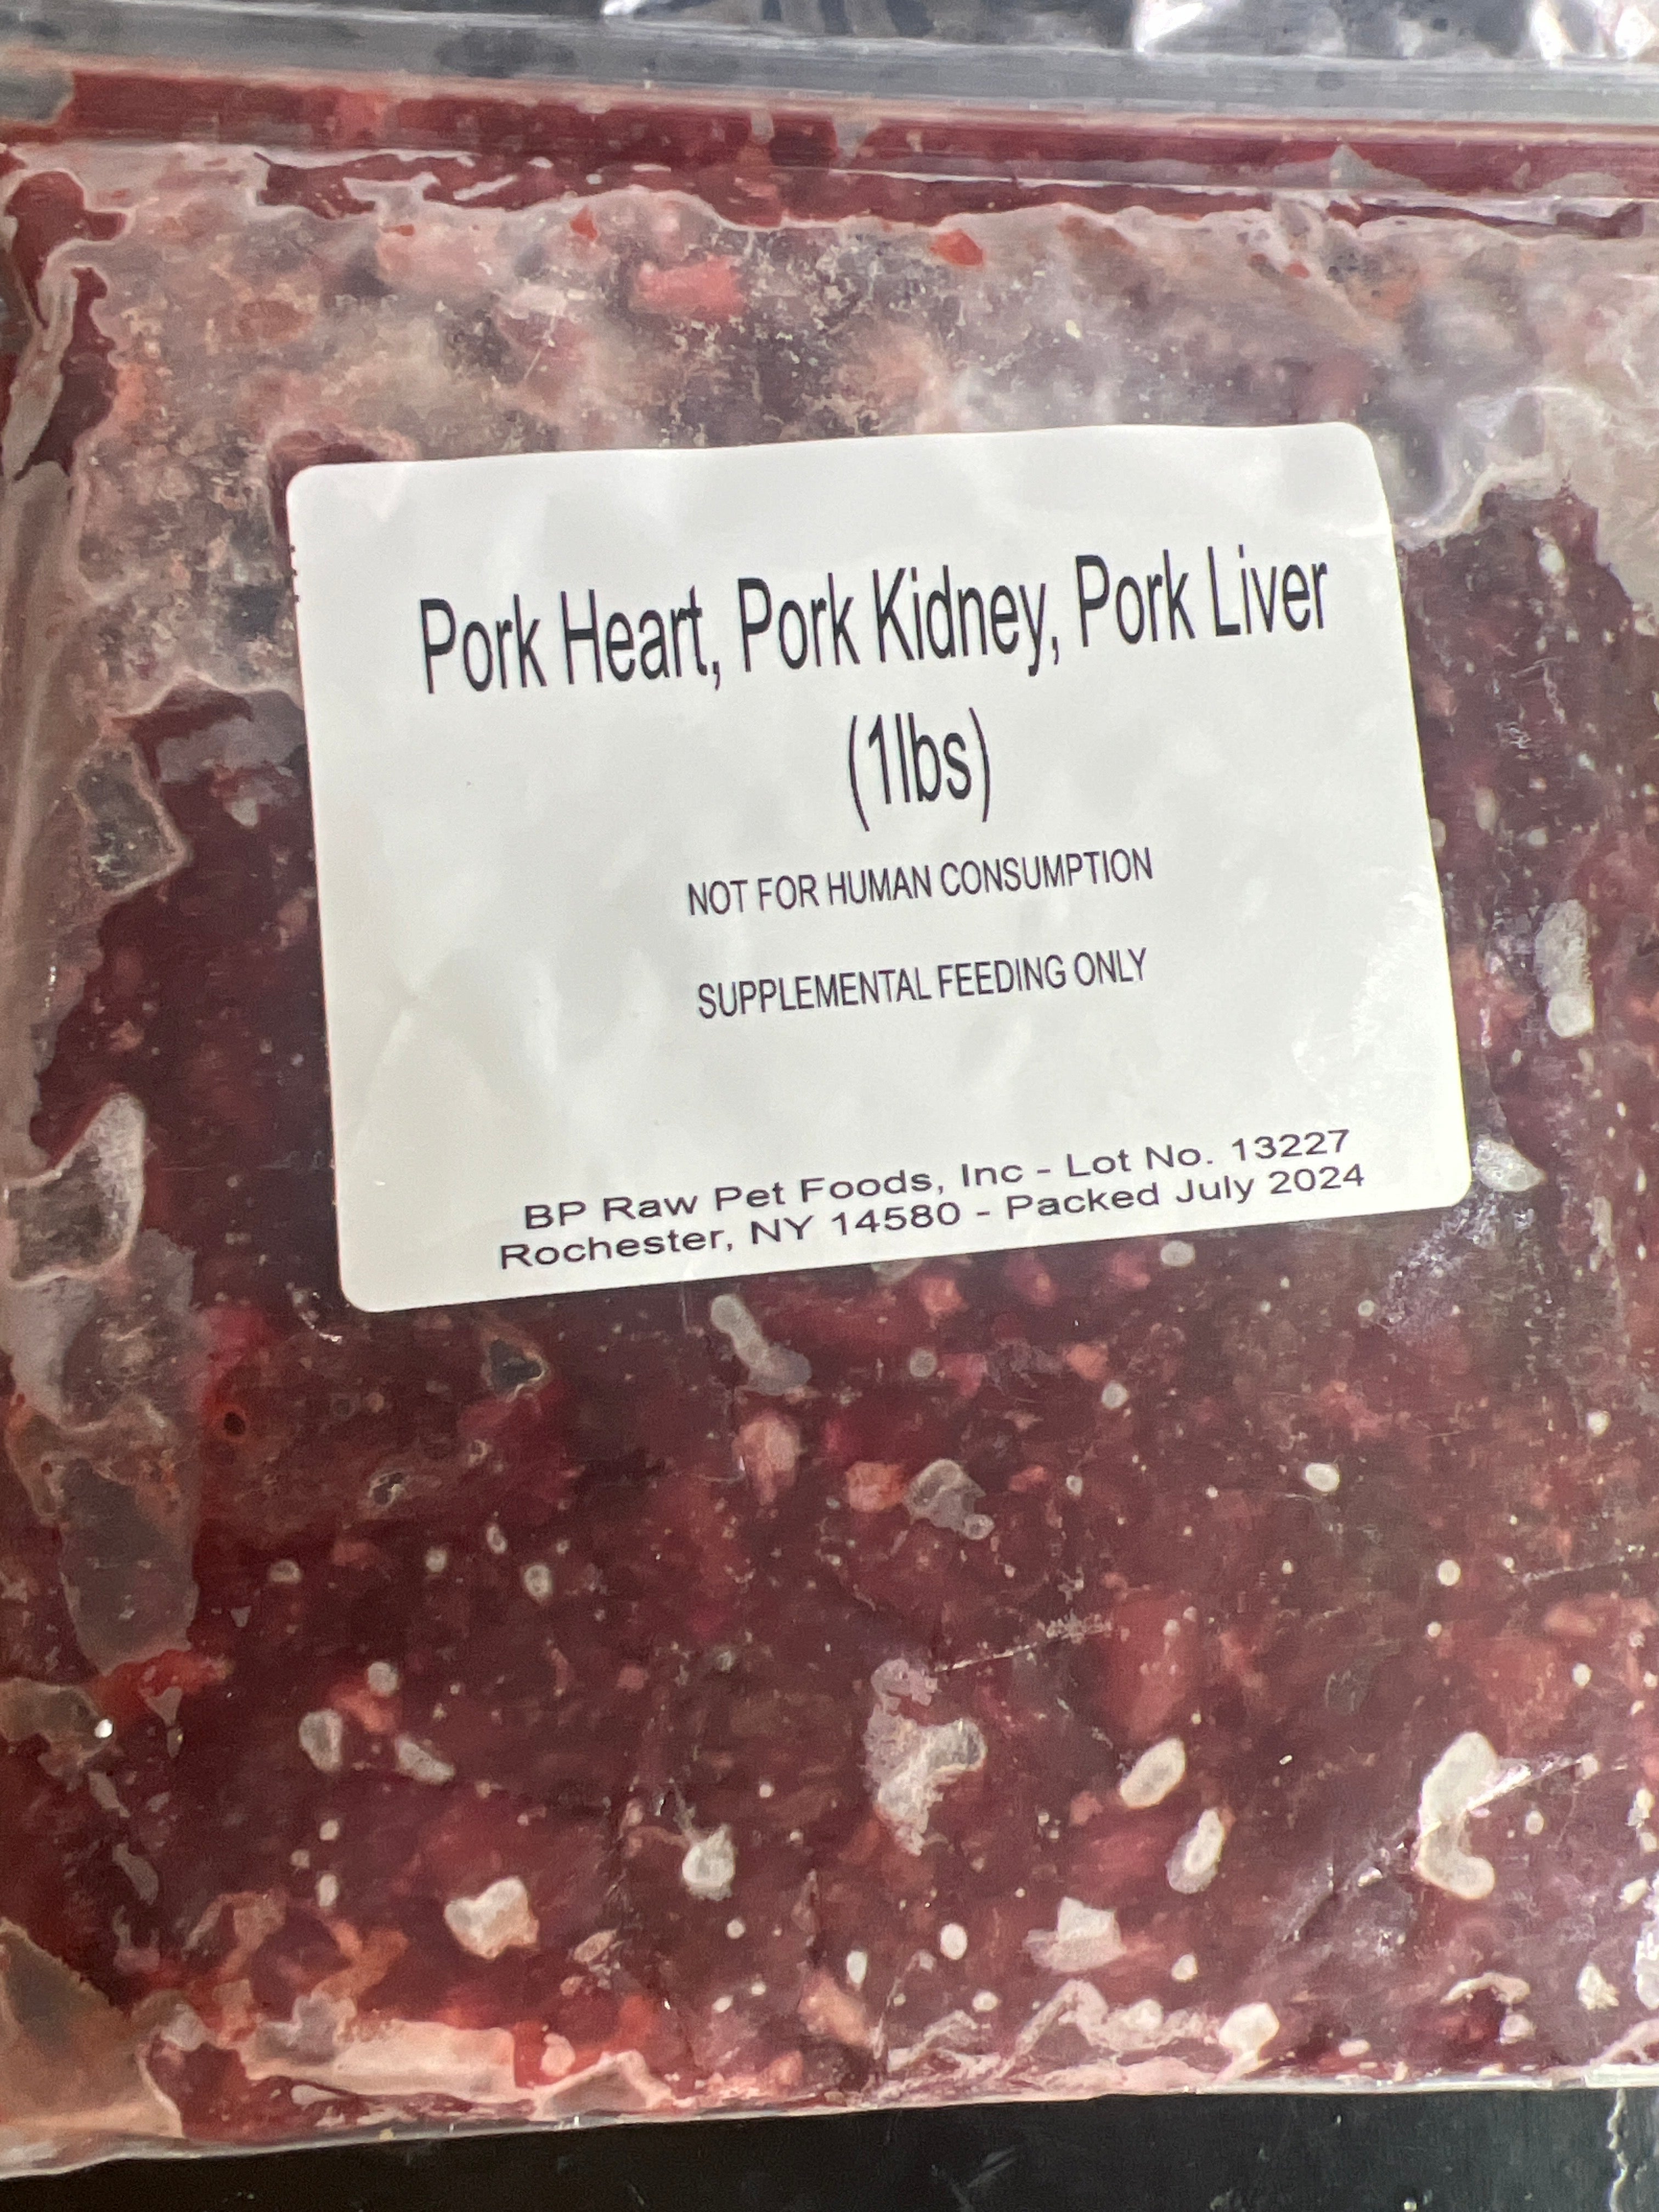 Pork Heart, Pork Kidney, Pork Liver
(1lbs)
NOT FOR HUMAN CONSUMPTION
SUPPLEMENTAL FEEDING ONLY
BP Raw Pet Foods, Inc - Lot No. 13227
Rochester, NY 14580 - Packed July 2024